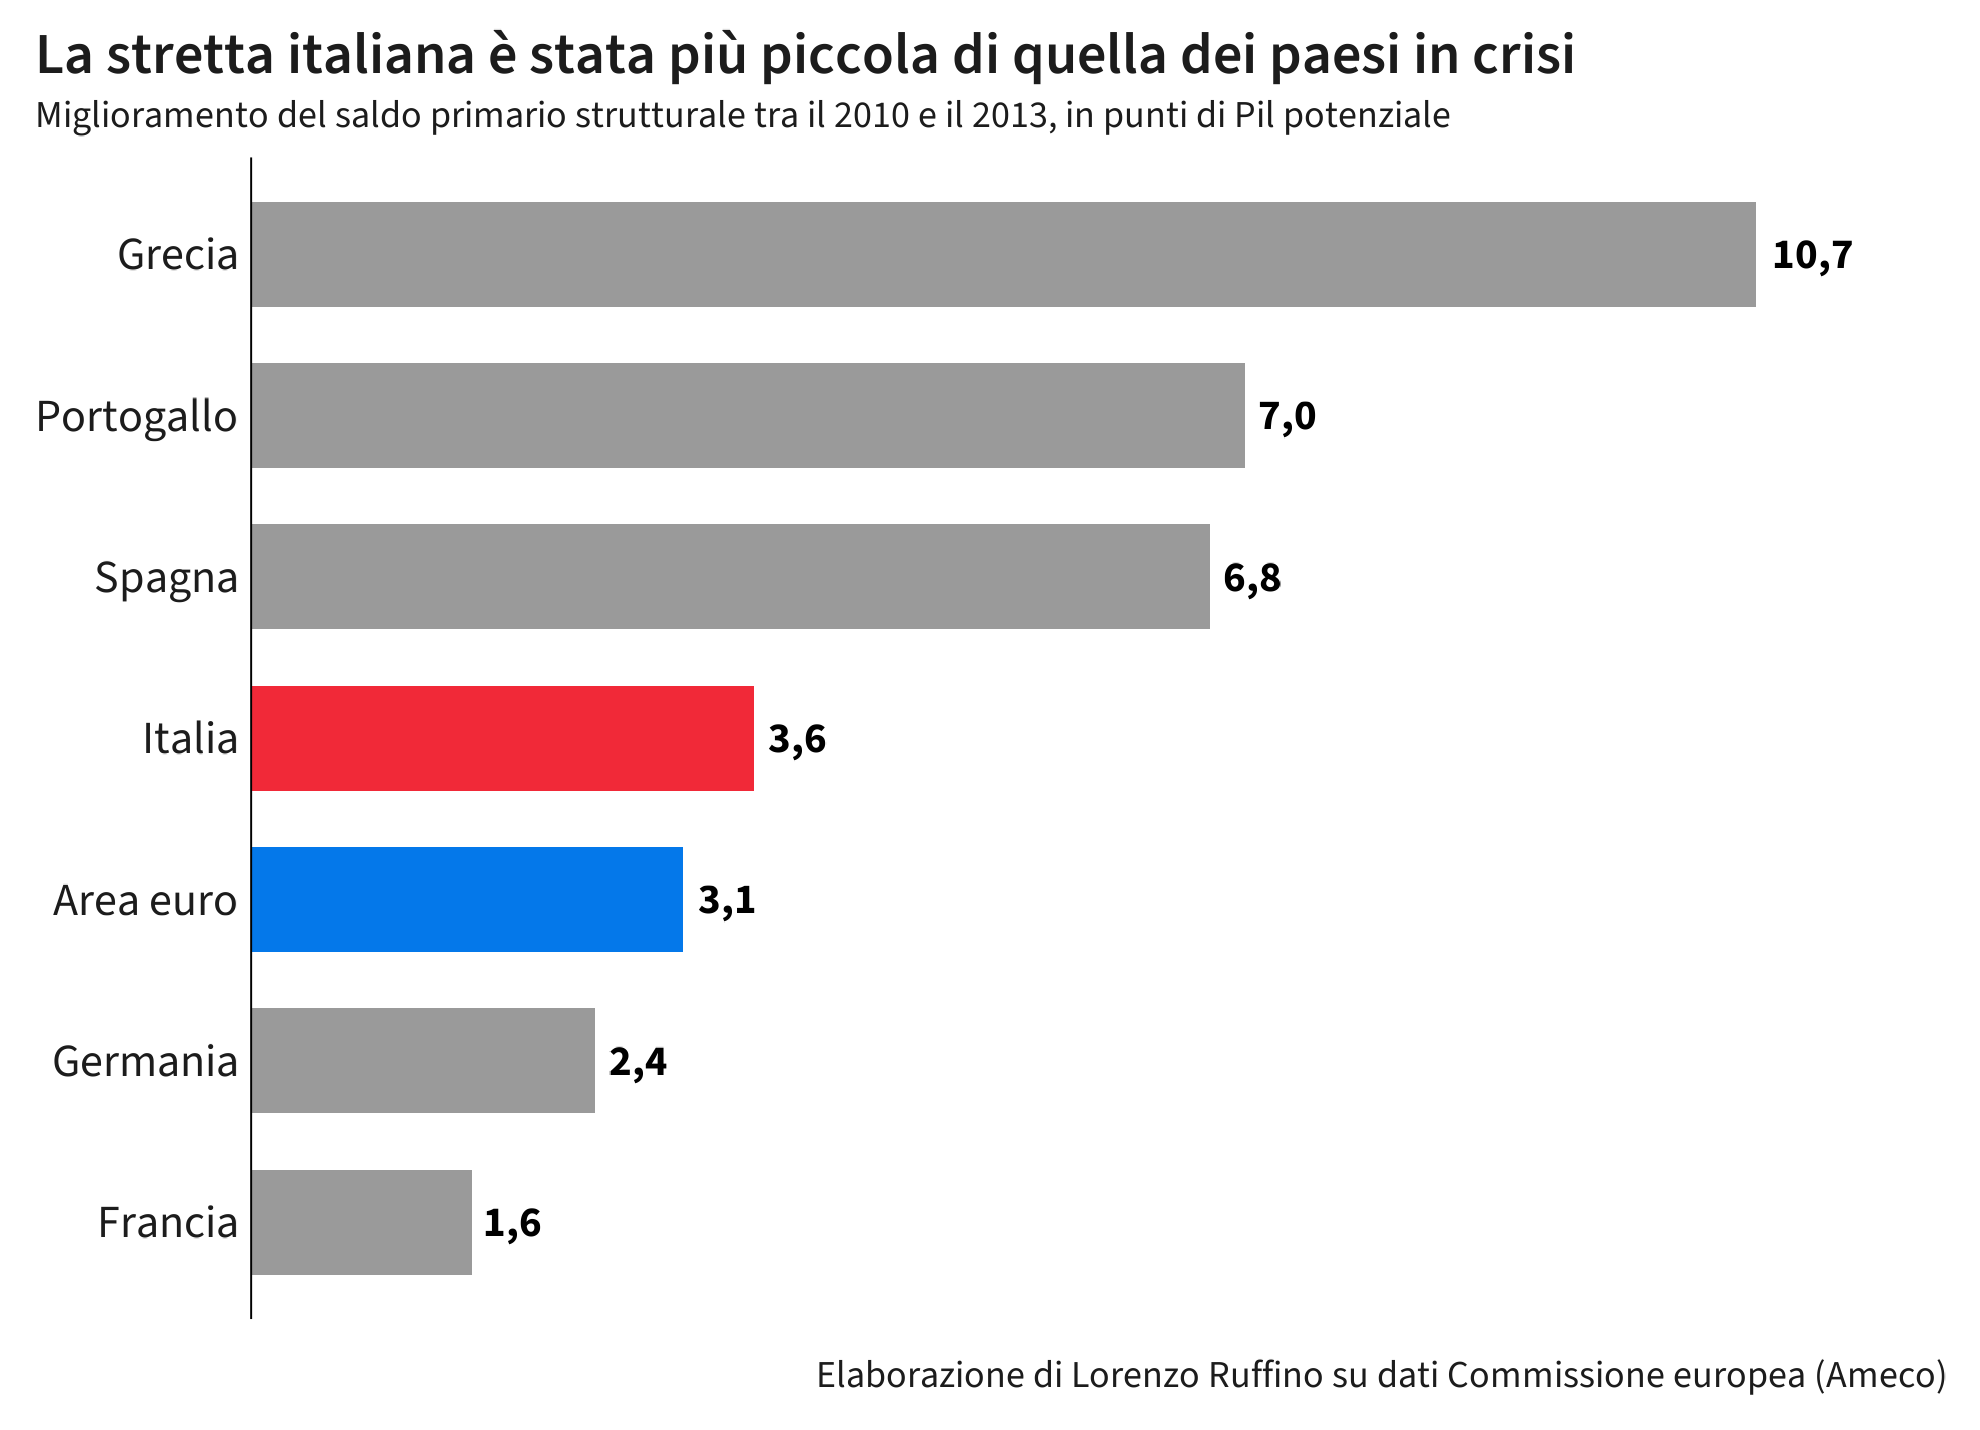 La stretta italiana è stata più piccola di quella dei paesi in crisi
Miglioramento del saldo primario strutturale tra il 2010 e il 2013, in punti di Pil potenziale
Grecia 10,7
Portogallo 7,0
Spagna 6,8
Italia 3,6
Area euro 3,1
Germania 2,4
Francia 1,6
Elaborazione di Lorenzo Ruffino su dati Commissione europea (Ameco)